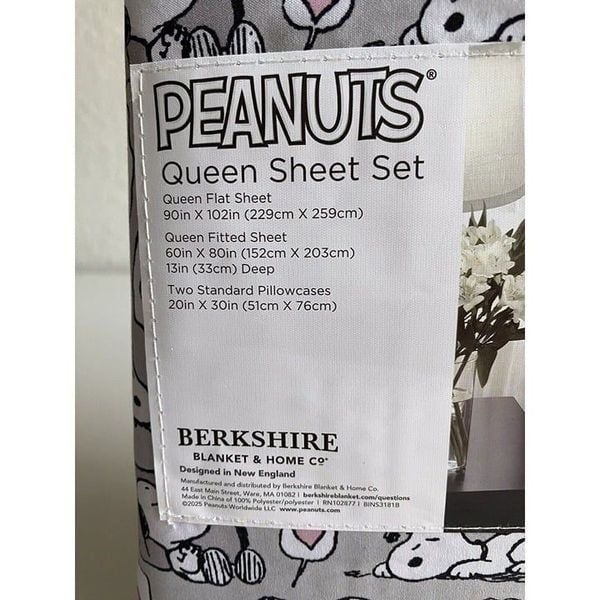 PEANUTS®
Queen Sheet Set
Queen Flat Sheet
90in X 102in (229cm X 259cm)
Queen Fitted Sheet
60in X 80in (152cm X 203cm)
13in (33cm) Deep
Two Standard Pillowcases
20in X 30in (51cm X 76cm)
BERKSHIRE
BLANKET & HOME Co®
Designed in New England
Manufactured and distributed by Berkshire Blanket & Home Co.
44 East Main Street, Ware, MA 01082 | berkshireblanket.com/questions
Made in China of 100% Polyester/polyester | RN102877 | BINS3181B
©2025 Peanuts Worldwide LLC www.peanuts.com